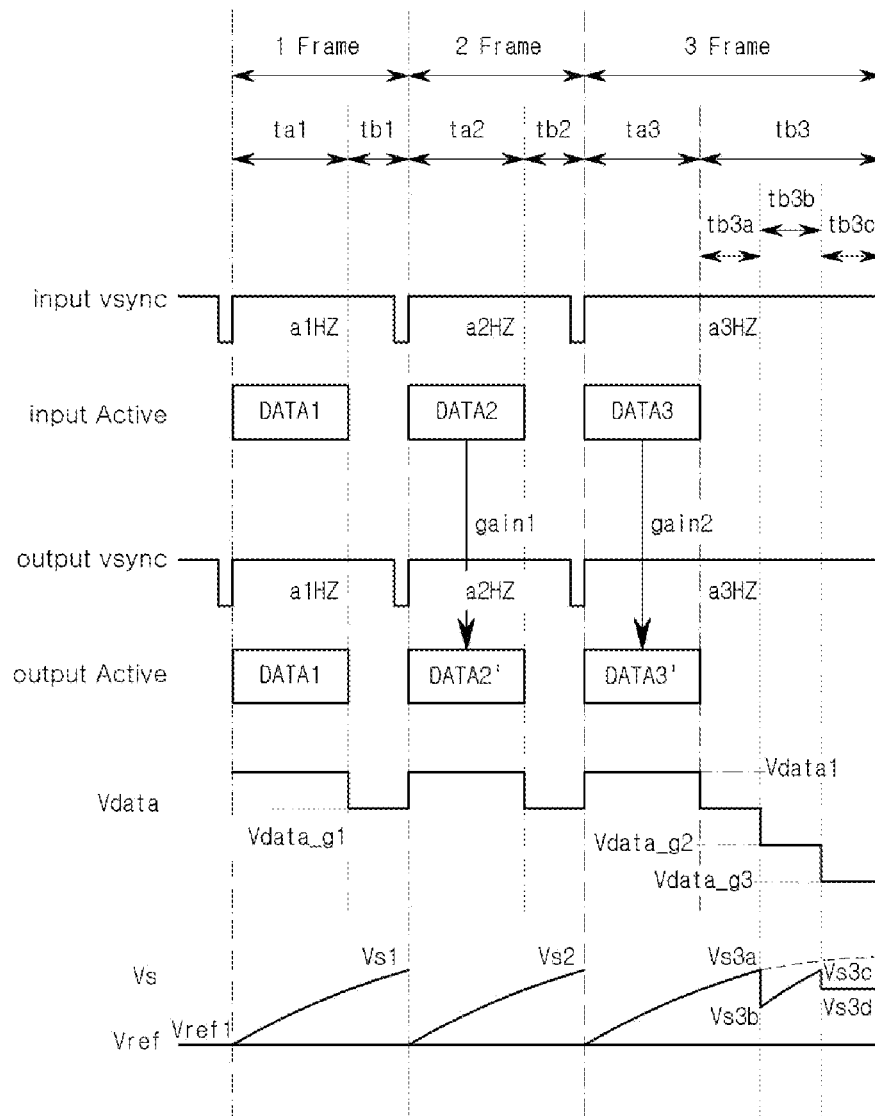 1 Frame 2 Frame 3 Frame
ta1 tb1 ta2 tb2 ta3 tb3
tb3b
tb3a tb3c
input vsync
a1HZ a2HZ a3HZ
input Active DATA1 DATA2 DATA3
gain1 gain2
output vsync
a1HZ a2HZ a3HZ
output Active DATA1 DATA2' DATA3'
Vdata1
Vdata
Vdata_g1 Vdata_g2
Vdata_g3
Vs1 Vs2 Vs3a
Vs Vs3c
Vs3b Vs3d
Vref1
Vref